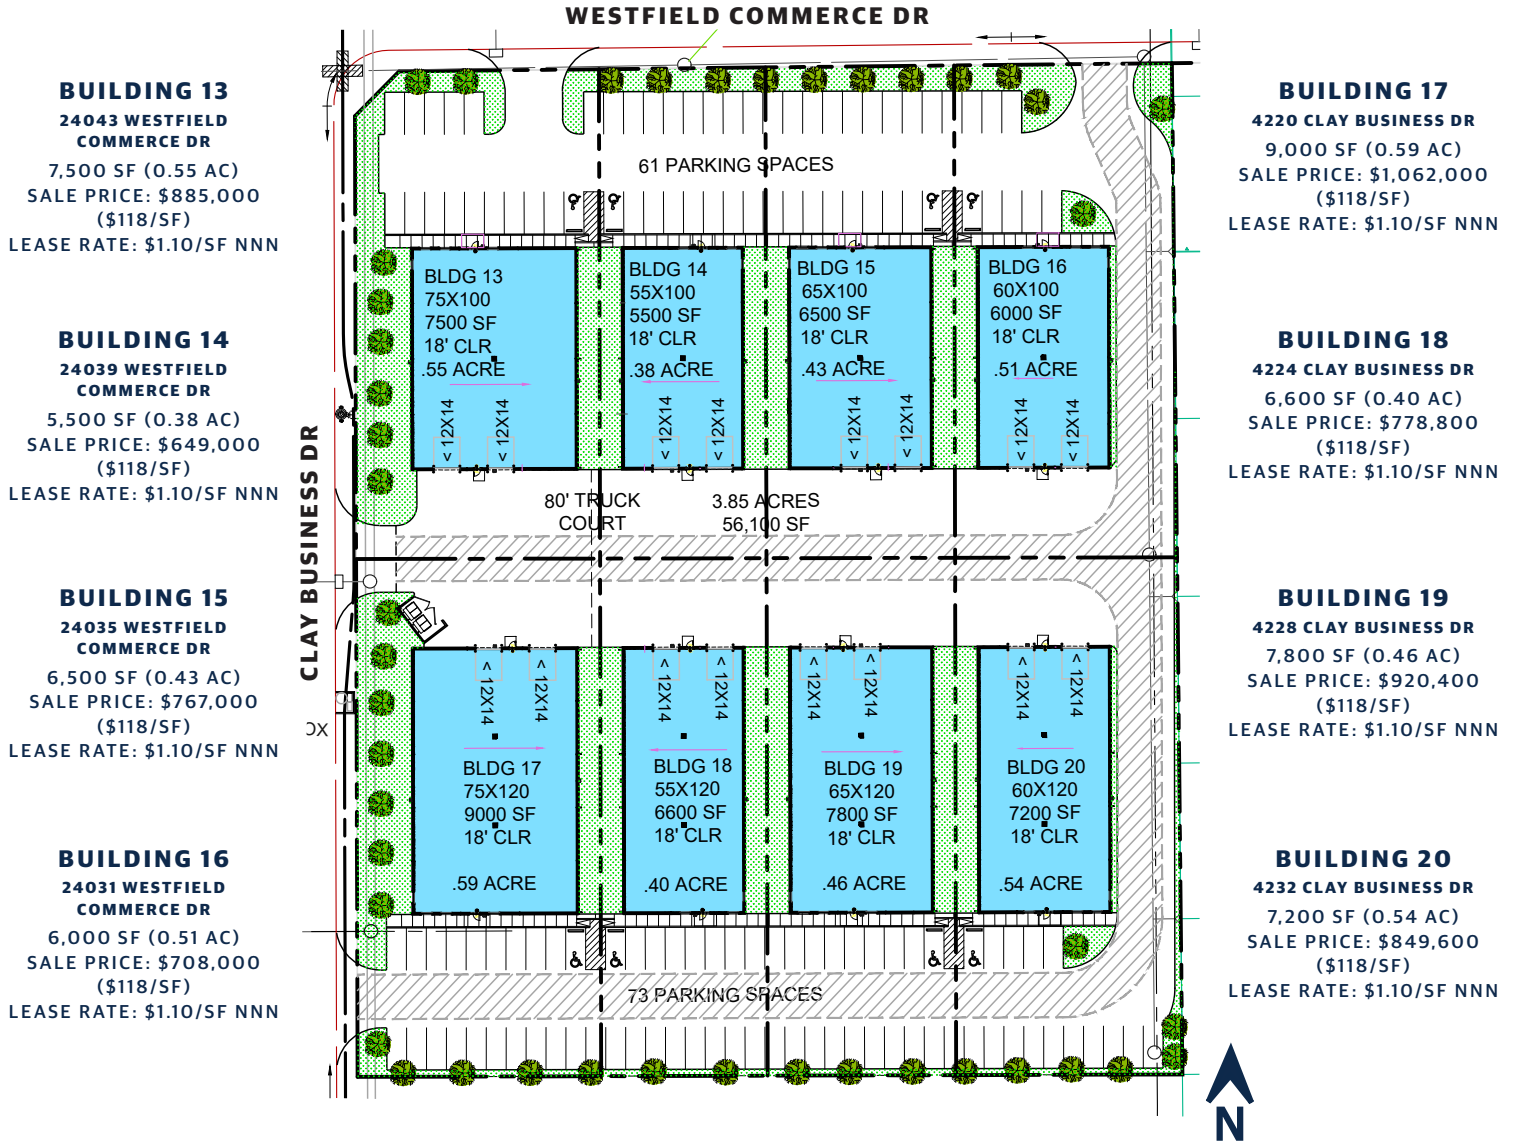 WESTFIELD COMMERCE DR
BUILDING 13
24043 WESTFIELD
COMMERCE DR
7,500 SF (0.55 AC)
SALE PRICE: $885,000
($118/SF)
LEASE RATE: $1.10/SF NNN
BUILDING 14
24039 WESTFIELD
COMMERCE DR
5,500 SF (0.38 AC)
SALE PRICE: $649,000
($118/SF)
LEASE RATE: $1.10/SF NNN
BUILDING 15
24035 WESTFIELD
COMMERCE DR
6,500 SF (0.43 AC)
SALE PRICE: $767,000
($118/SF)
LEASE RATE: $1.10/SF NNN
BUILDING 16
24031 WESTFIELD
COMMERCE DR
6,000 SF (0.51 AC)
SALE PRICE: $708,000
($118/SF)
LEASE RATE: $1.10/SF NNN
CLAY BUSINESS DR
OX
61 PARKING SPACES
BLDG 13
75X100
7500 SF
18' CLR
.55 ACRE
< 12X14
< 12X14
BLDG 14
55X100
5500 SF
18' CLR
.38 ACRE
< 12X14
< 12X14
BLDG 15
65X100
6500 SF
18' CLR
.43 ACRE
< 12X14
< 12X14
BLDG 16
60X100
6000 SF
18' CLR
.51 ACRE
< 12X14
< 12X14
80' TRUCK
COURT
3.85 ACRES
56,100 SF
< 12X14
< 12X14
BLDG 17
75X120
9000 SF
18' CLR
.59 ACRE
< 12X14
< 12X14
BLDG 18
55X120
6600 SF
18' CLR
.40 ACRE
< 12X14
< 12X14
BLDG 19
65X120
7800 SF
18' CLR
.46 ACRE
< 12X14
< 12X14
BLDG 20
60X120
7200 SF
18' CLR
.54 ACRE
73 PARKING SPACES
BUILDING 17
4220 CLAY BUSINESS DR
9,000 SF (0.59 AC)
SALE PRICE: $1,062,000
($118/SF)
LEASE RATE: $1.10/SF NNN
BUILDING 18
4224 CLAY BUSINESS DR
6,600 SF (0.40 AC)
SALE PRICE: $778,800
($118/SF)
LEASE RATE: $1.10/SF NNN
BUILDING 19
4228 CLAY BUSINESS DR
7,800 SF (0.46 AC)
SALE PRICE: $920,400
($118/SF)
LEASE RATE: $1.10/SF NNN
BUILDING 20
4232 CLAY BUSINESS DR
7,200 SF (0.54 AC)
SALE PRICE: $849,600
($118/SF)
LEASE RATE: $1.10/SF NNN
N